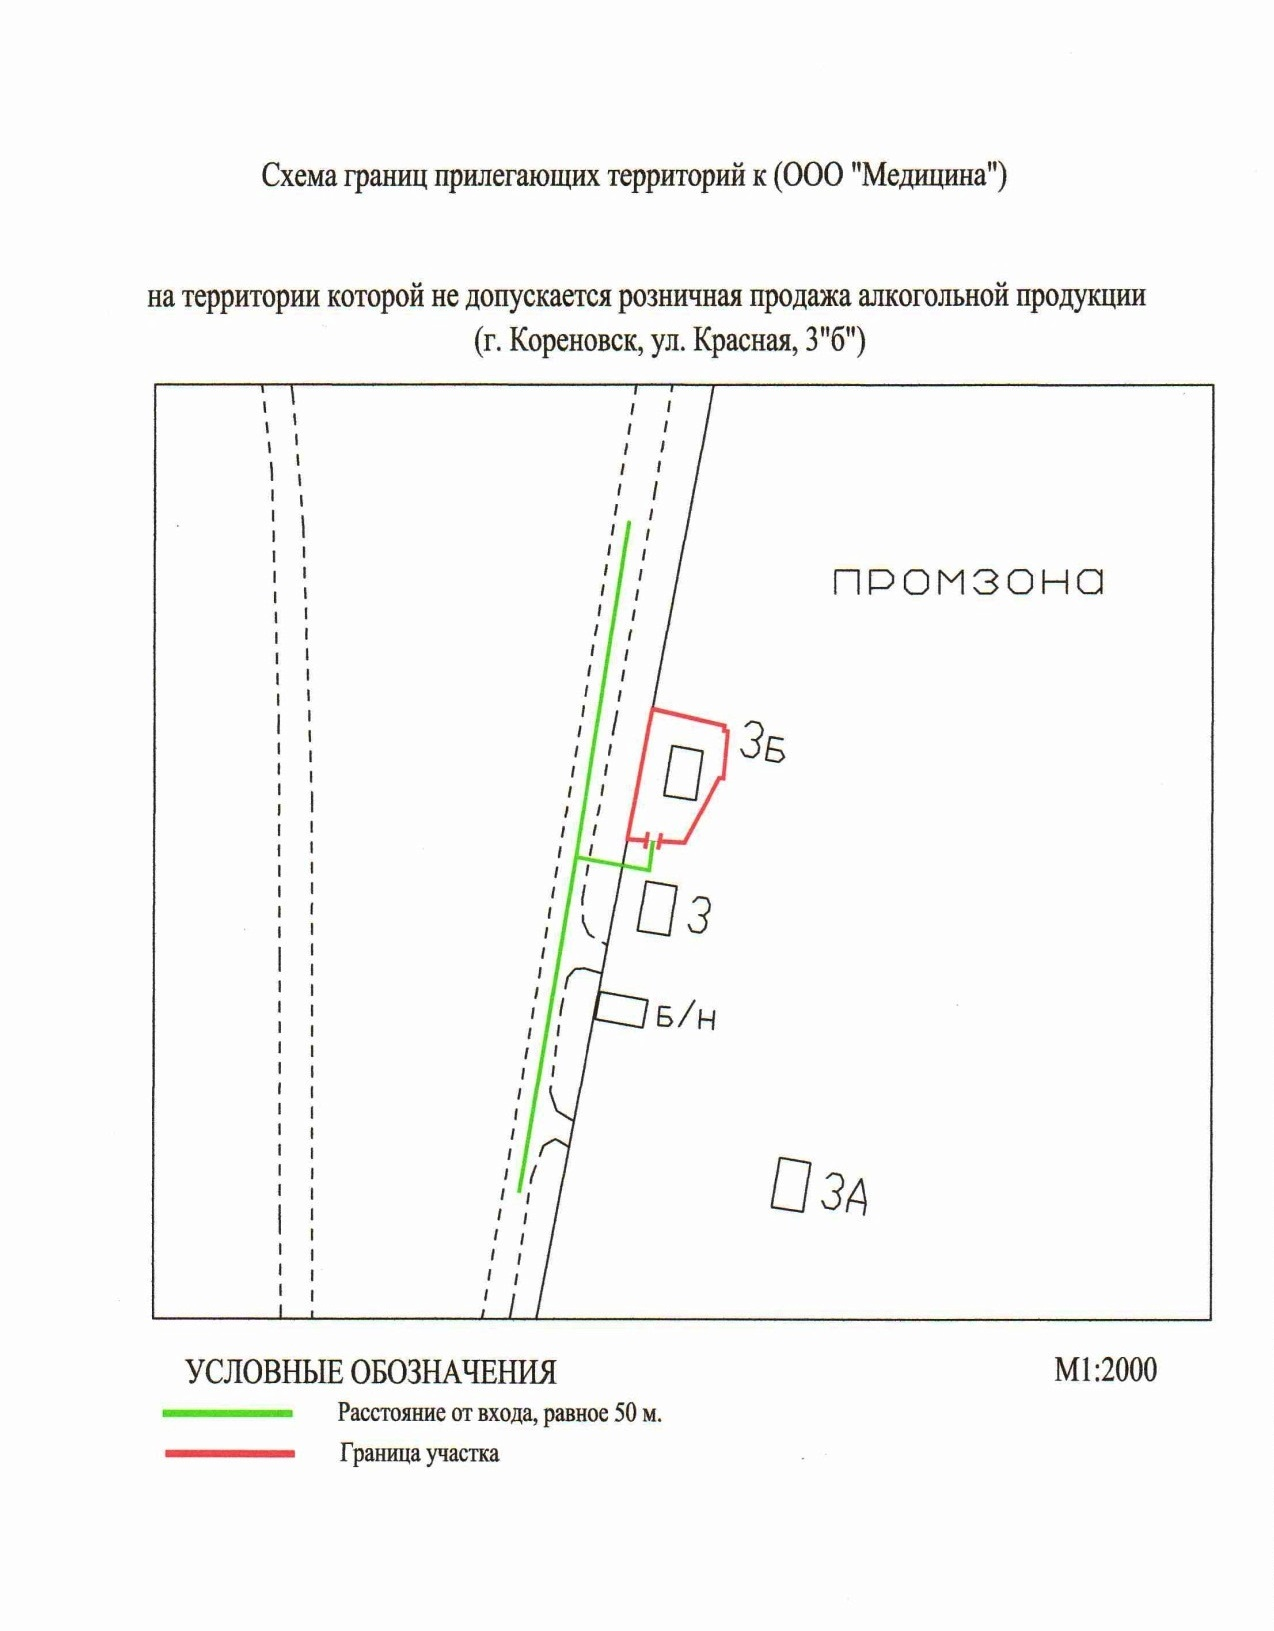 Схема границ прилегающих территорий к (ООО "Медицина")
на территории которой не допускается розничная продажа алкогольной продукции
(г. Кореновск, ул. Красная, 3"б")
ПРОМЗОНА
3Б
3
Б/Н
3А
УСЛОВНЫЕ ОБОЗНАЧЕНИЯ
М1:2000
Расстояние от входа, равное 50 м.
Граница участка